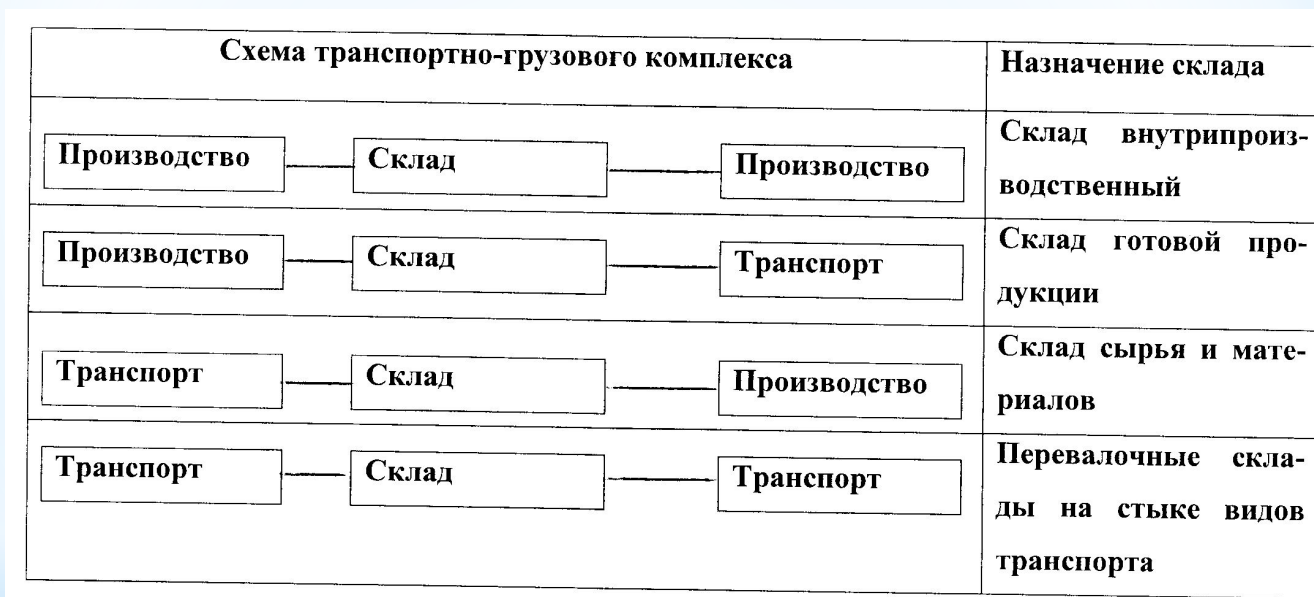 Схема транспортно-грузового комплекса
Назначение склада
Производство Склад Производство
Склад внутрипроиз-
водственный
Производство Склад Транспорт
Склад готовой про-
дукции
Транспорт Склад Производство
Склад сырья и мате-
риалов
Транспорт Склад Транспорт
Перевалочные скла-
ды на стыке видов
транспорта